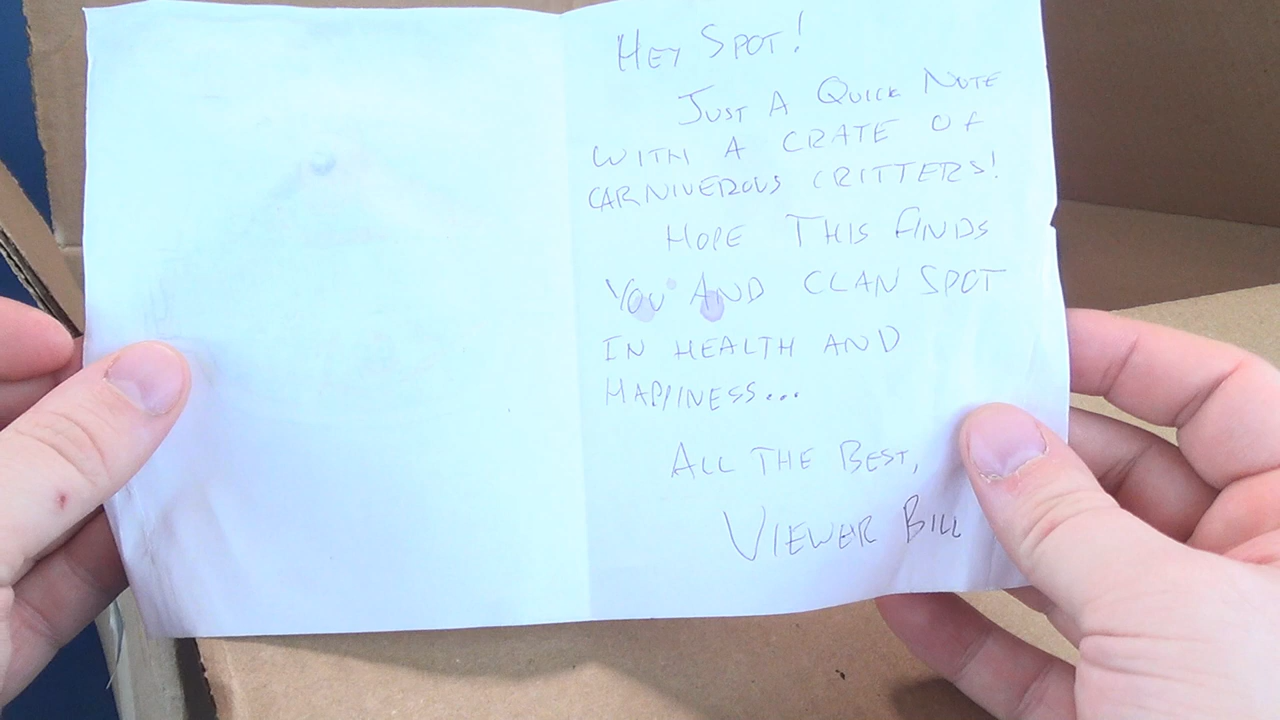 HEY SPOT!
JUST A QUICK NOTE
WITH A CRATE OF
CARNIVEROUS CRITTERS!
HOPE THIS FINDS
YOU AND CLAN SPOT
IN HEALTH AND
HAPPINESS...
ALL THE BEST,
VIEWER BILL